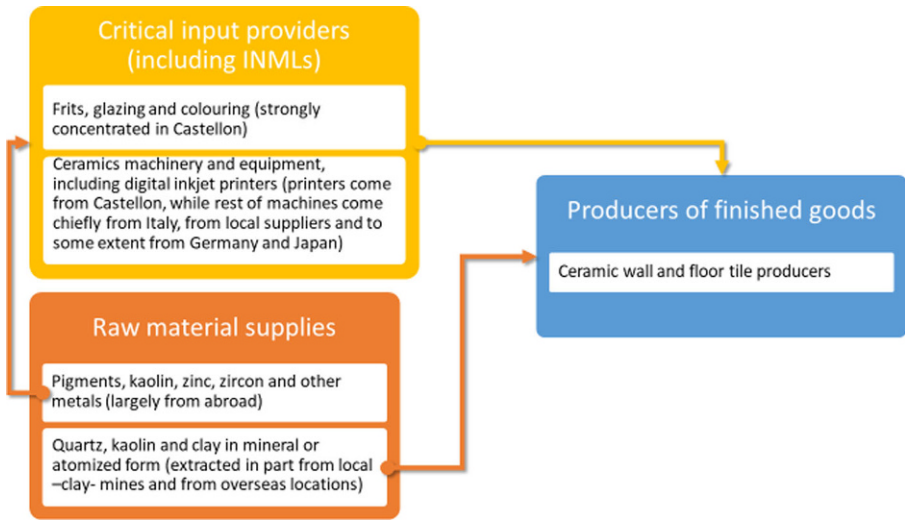 Critical input providers
(including INMLs)
Frits, glazing and colouring (strongly
concentrated in Castellon)
Ceramics machinery and equipment,
including digital inkjet printers (printers come
from Castellon, while rest of machines come
chiefly from Italy, from local suppliers and to
some extent from Germany and Japan)
Raw material supplies
Pigments, kaolin, zinc, zircon and other
metals (largely from abroad)
Quartz, kaolin and clay in mineral or
atomized form (extracted in part from local
–clay- mines and from overseas locations)
Producers of finished goods
Ceramic wall and floor tile producers